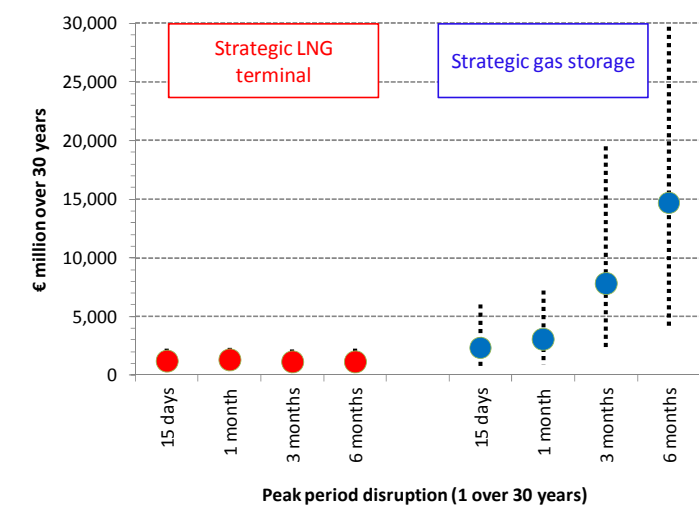 30,000
25,000
20,000
15,000
10,000
5,000
0
€ million over 30 years
Strategic LNG
terminal
Strategic gas storage
15 days
1 month
3 months
6 months
15 days
1 month
3 months
6 months
Peak period disruption (1 over 30 years)